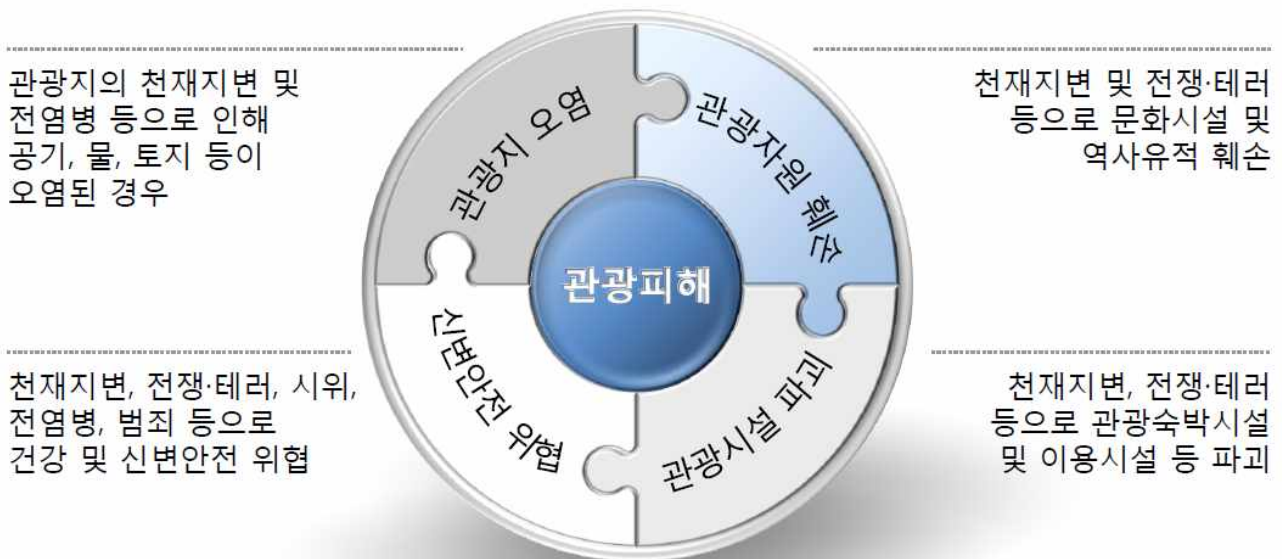 관광지의 천재지변 및
전염병 등으로 인해
공기, 물, 토지 등이
오염된 경우
관광지 오염
관광자원 훼손
천재지변 및 전쟁·테러
등으로 문화시설 및
역사유적 훼손
관광피해
천재지변, 전쟁·테러, 시위,
전염병, 범죄 등으로
건강 및 신변안전 위협
신변안전 위협
관광시설 파괴
천재지변, 전쟁·테러
등으로 관광숙박시설
및 이용시설 등 파괴